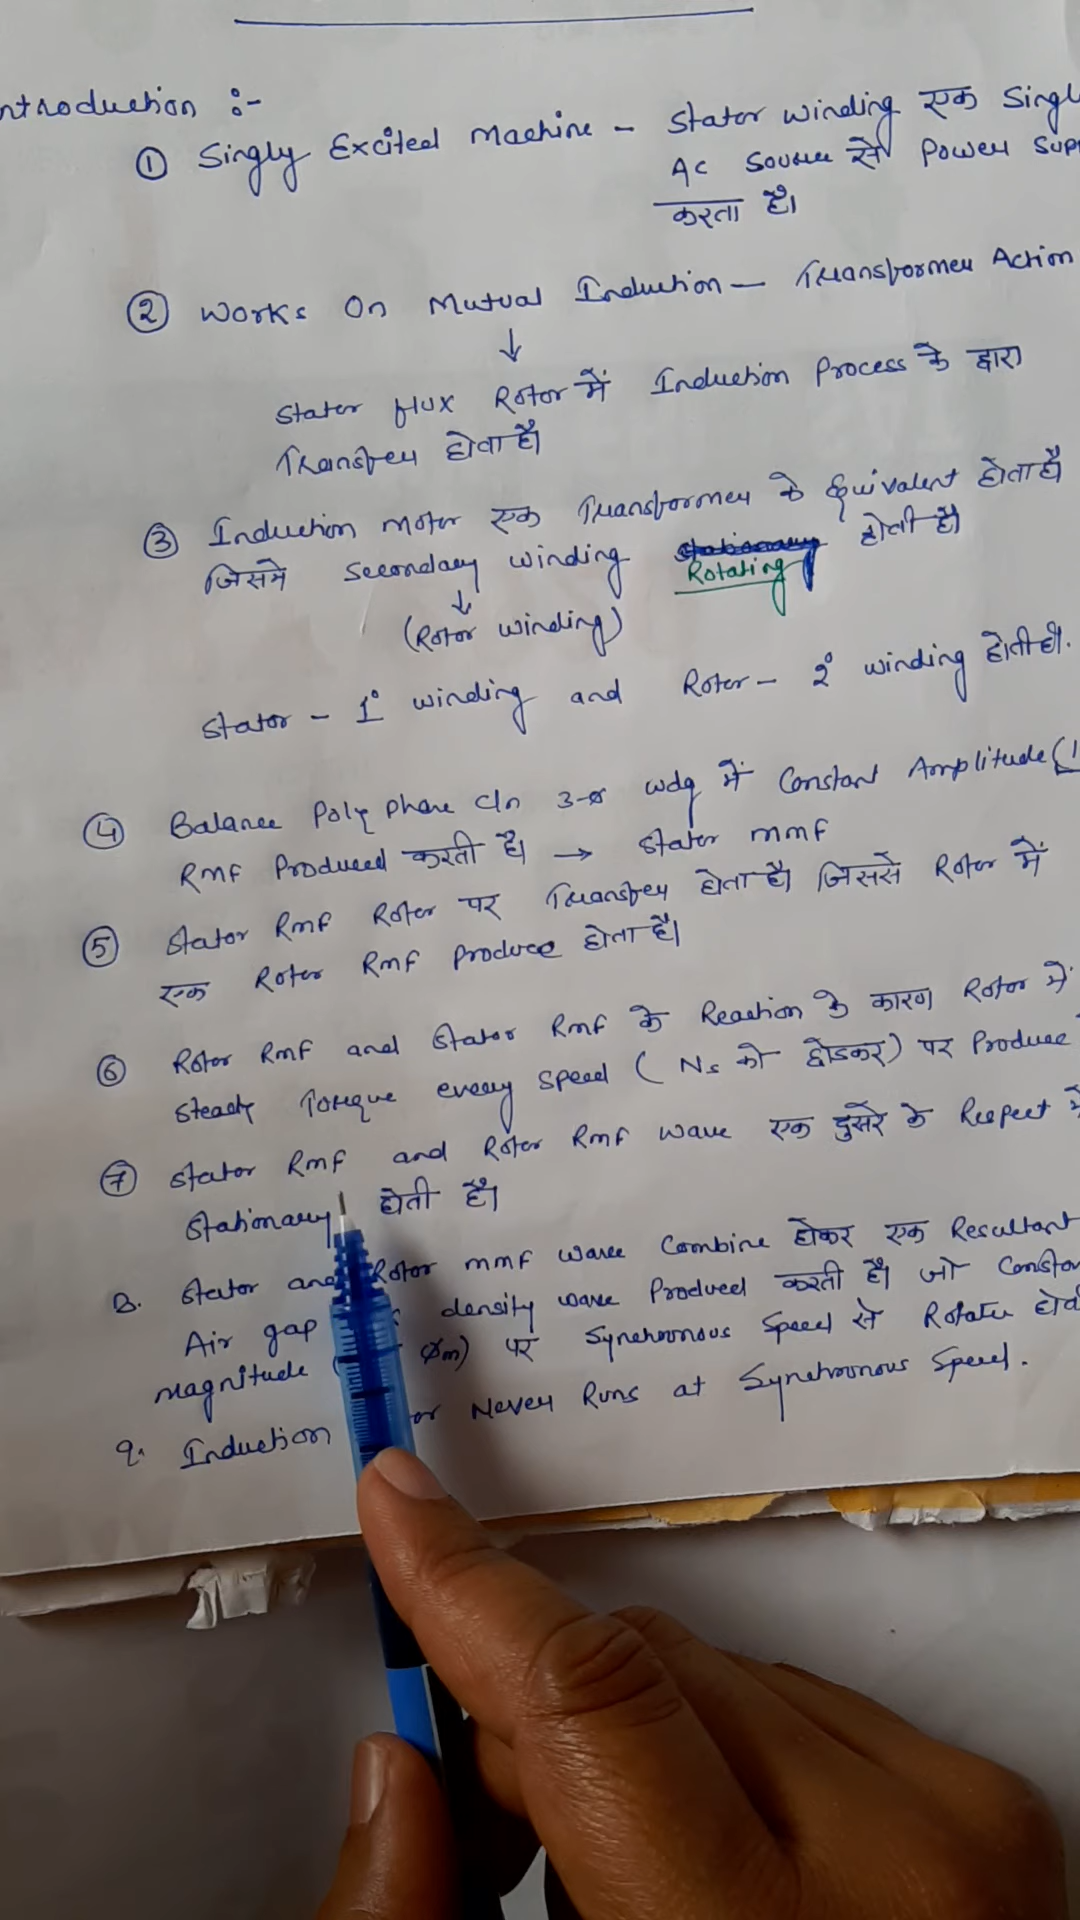 ntroduction :-
① Singly Excited Machine - Stator winding एक Singl
AC Source से Power Supp
करता है।
② Works On Mutual Induction - Transformer Action
↓
Stator flux Rotor में Induction Process के द्वारा
Transfer होता है।
③ Induction motor एक Transformer के Equivalent होता है
जिसमे Secondary winding Stationary होती है।
Rotating
↓
(Rotor winding)
Stator - 1° winding and Rotor - 2° winding होती है।
④ Balance Poly phase c/n 3-ø wdg में Constant Amplitude (1
RMF Produced करती है। → Stator mmf
⑤ Stator RMF Rotor पर Transfer होता है। जिससे Rotor में
एक Rotor RMF Produce होता है।
⑥ Rotor RMF and Stator RMF के Reaction के कारण Rotor में
Steady Torque every Speed (Ns को छोडकर) पर Produce
⑦ Stator RMF and Rotor RMF wave एक दुसरे के Respect में
Stationary होती है।
8. Stator and Rotor mmf wave Combine होकर एक Resultant
Air gap density wave Produced करती है। जो Constan
magnitude ( øm) पर Synchronous Speed से Rotate होती
9. Induction or Never Runs at Synchronous Speed.